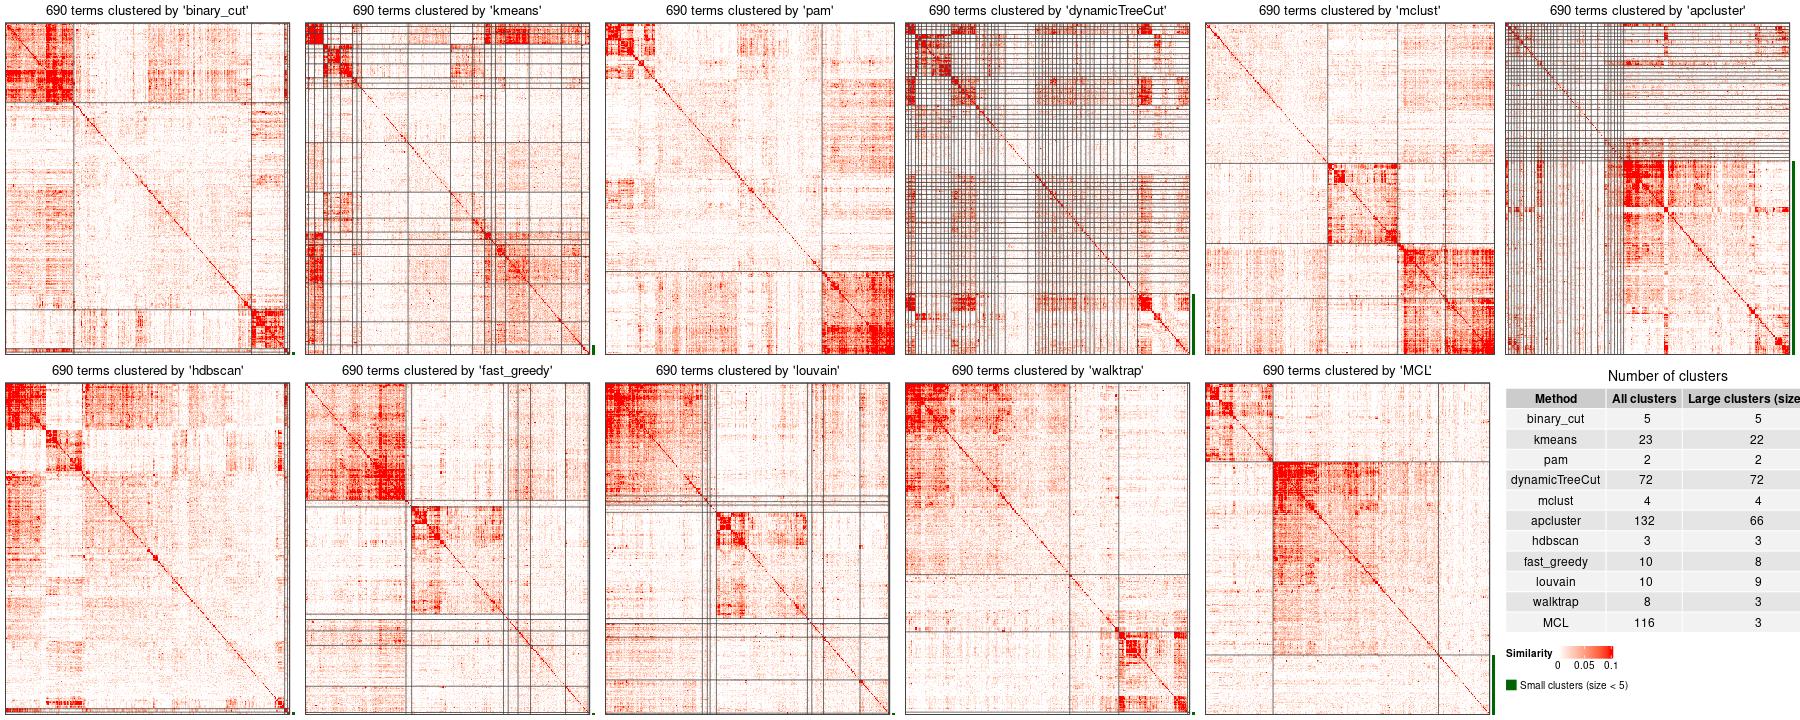 690 terms clustered by 'binary_cut'
690 terms clustered by 'kmeans'
690 terms clustered by 'pam'
690 terms clustered by 'dynamicTreeCut'
690 terms clustered by 'mclust'
690 terms clustered by 'apcluster'
690 terms clustered by 'hdbscan'
690 terms clustered by 'fast_greedy'
690 terms clustered by 'louvain'
690 terms clustered by 'walktrap'
690 terms clustered by 'MCL'
Number of clusters
Method All clusters Large clusters (size
binary_cut 5 5
kmeans 23 22
pam 2 2
dynamicTreeCut 72 72
mclust 4 4
apcluster 132 66
hdbscan 3 3
fast_greedy 10 8
louvain 10 9
walktrap 8 3
MCL 116 3
Similarity
0 0.05 0.1
Small clusters (size < 5)